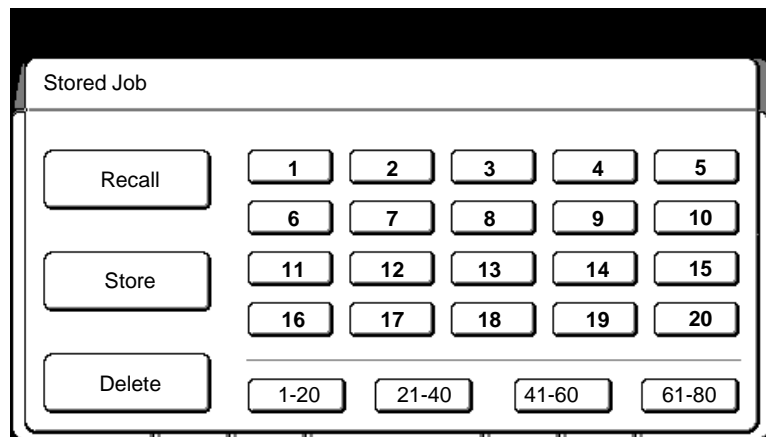 Stored Job
Recall
Store
Delete
1 2 3 4 5
6 7 8 9 10
11 12 13 14 15
16 17 18 19 20
1-20 21-40 41-60 61-80